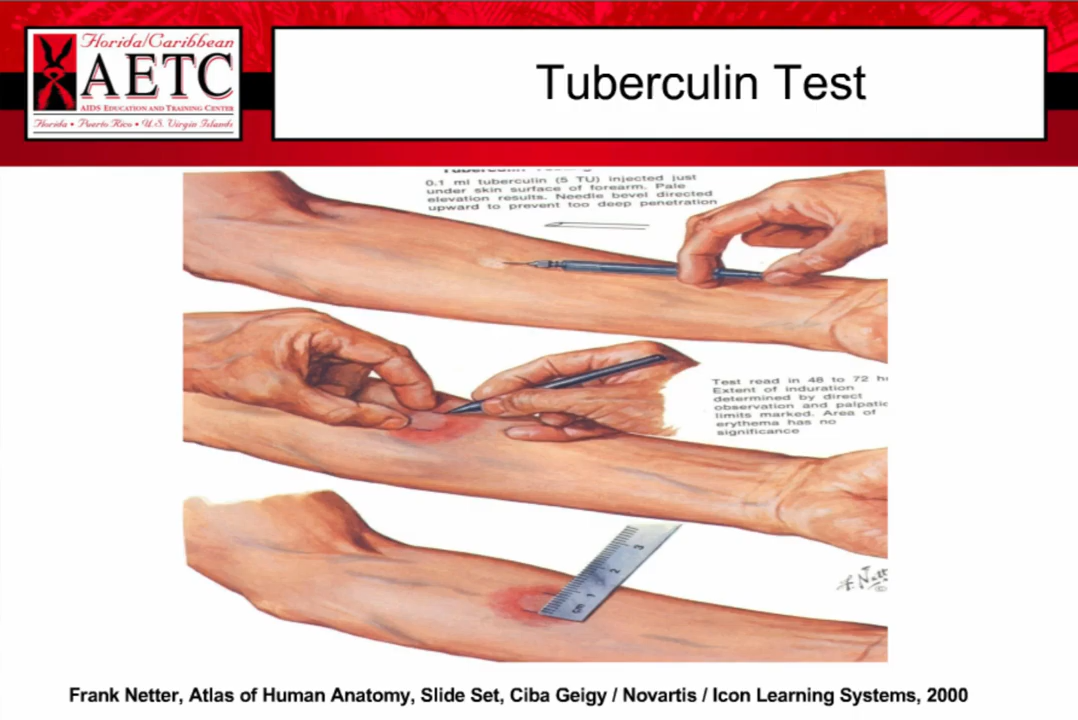 Florida/Caribbean
AETC
AIDS EDUCATION AND TRAINING CENTER
Florida • Puerto Rico • U.S. Virgin Islands
Tuberculin Test
0.1 ml tuberculin (5 TU) injected just
under skin surface of forearm. Pale
elevation results. Needle bevel directed
upward to prevent too deep penetration
Test read in 48 to 72
Extent of induration
determined by direct
observation and
limits marked. Area of
erythema has no
significance
cm 1 2 3
Frank Netter, Atlas of Human Anatomy, Slide Set, Ciba Geigy / Novartis / Icon Learning Systems, 2000